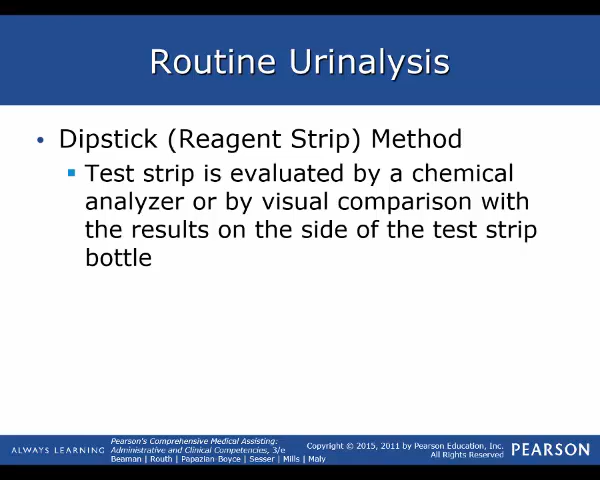 Routine Urinalysis
• Dipstick (Reagent Strip) Method
▪ Test strip is evaluated by a chemical
analyzer or by visual comparison with
the results on the side of the test strip
bottle
ALWAYS LEARNING
Pearson's Comprehensive Medical Assisting:
Administrative and Clinical Competencies, 3/e
Beaman | Routh | Papazian-Boyce | Sesser | Mills | Maly
Copyright © 2015, 2011 by Pearson Education, Inc.
All Rights Reserved
PEARSON